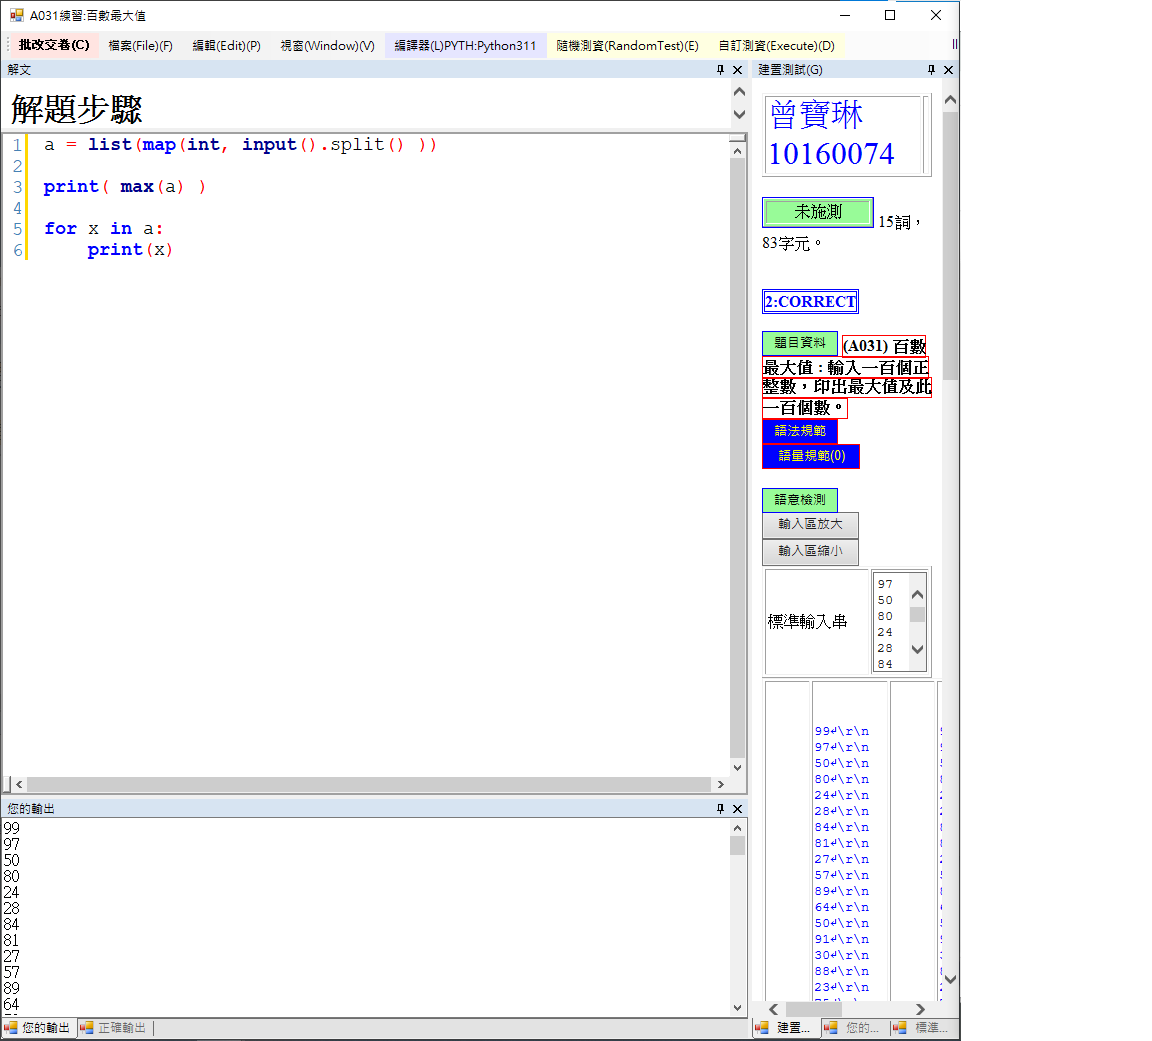 A031練習:百數最大值
批改交卷(C) 檔案(File)(F) 編輯(Edit)(P) 視窗(Window)(V) 編譯器(L)PYTH:Python311 隨機測資(RandomTest)(E) 自訂測資(Execute)(D)
解文
解題步驟
1 a = list(map(int, input().split() ))
2
3 print( max(a) )
4
5 for x in a:
6     print(x)
您的輸出
99
97
50
80
24
28
84
81
27
57
89
64
您的輸出 正確輸出
建置測試(G)
曾寶琳
10160074
未施測 15詞，
83字元。
2:CORRECT
題目資料 (A031) 百數
最大值 : 輸入一百個正
整數，印出最大值及此
一百個數。
語法規範
語量規範(0)
語意檢測
輸入區放大
輸入區縮小
標準輸入串
97
50
80
24
28
84
99↵\r\n
97↵\r\n
50↵\r\n
80↵\r\n
24↵\r\n
28↵\r\n
84↵\r\n
81↵\r\n
27↵\r\n
57↵\r\n
89↵\r\n
64↵\r\n
50↵\r\n
91↵\r\n
30↵\r\n
88↵\r\n
23↵\r\n
建置... 您的... 標準...